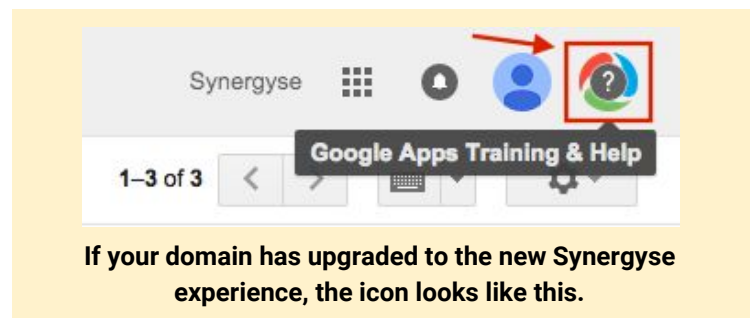 Synergyse
?
Google Apps Training & Help
1–3 of 3
If your domain has upgraded to the new Synergyse
experience, the icon looks like this.